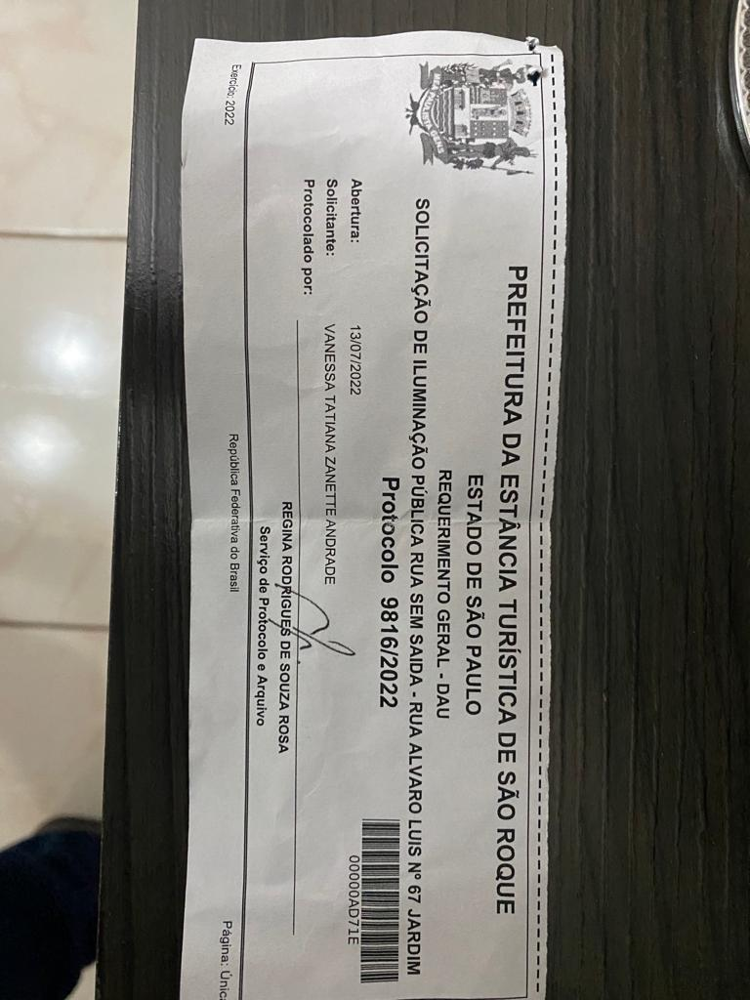 PREFEITURA DA ESTÂNCIA TURÍSTICA DE SÃO ROQUE
ESTADO DE SÃO PAULO
REQUERIMENTO GERAL - DAU
SOLICITAÇÃO DE ILUMINAÇÃO PÚBLICA RUA SEM SAIDA - RUA ALVARO LUIS Nº 67 JARDIM
Protocolo 9816/2022
00000AD71E
Abertura: 13/07/2022
Solicitante: VANESSA TATIANA ZANETTE ANDRADE
Protocolado por:
REGINA RODRIGUES DE SOUZA ROSA
Serviço de Protocolo e Arquivo
Exercício: 2022 República Federativa do Brasil Página: Única